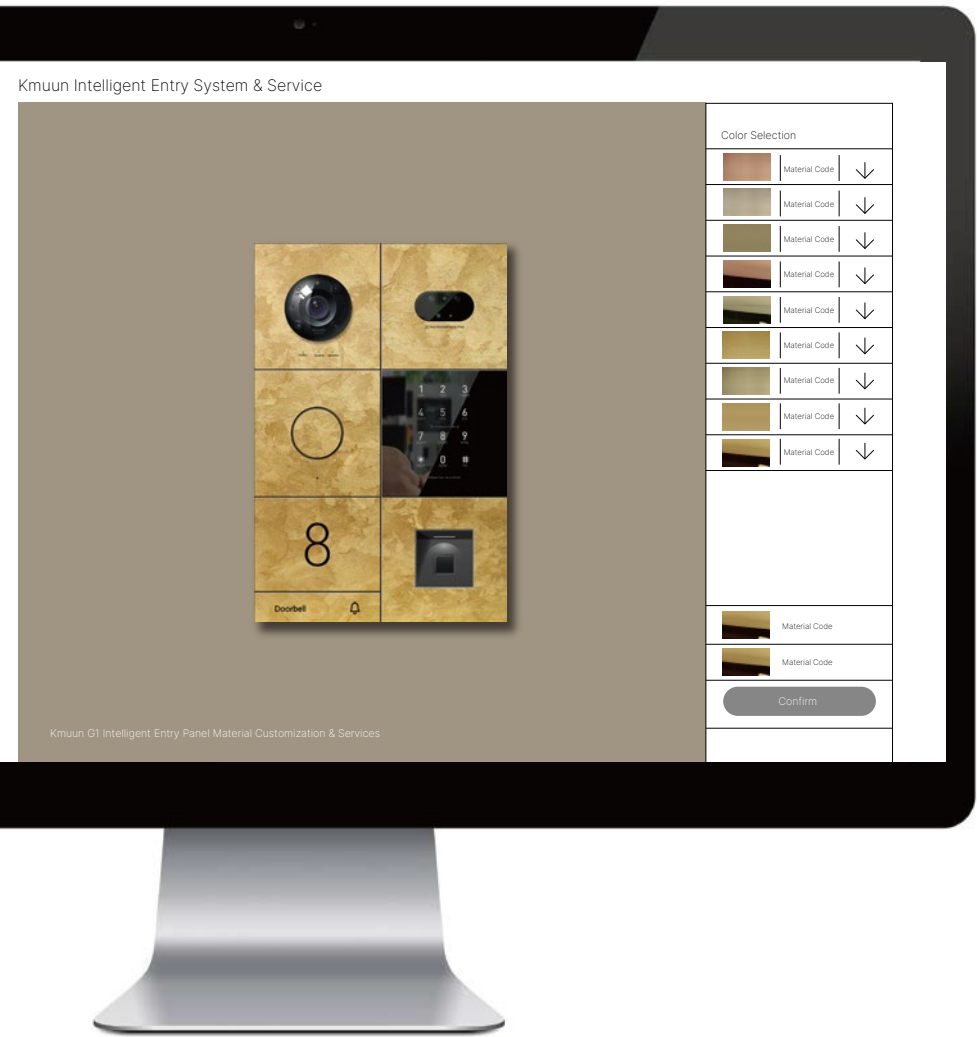 Kmuun Intelligent Entry System & Service
Color Selection
Material Code
Material Code
Material Code
Material Code
Material Code
Material Code
Material Code
Material Code
Material Code
1 2 3
4 5 6
7 8 9
* 0 #
8
Doorbell
Material Code
Material Code
Confirm
Kmuun G1 Intelligent Entry Panel Material Customization & Services